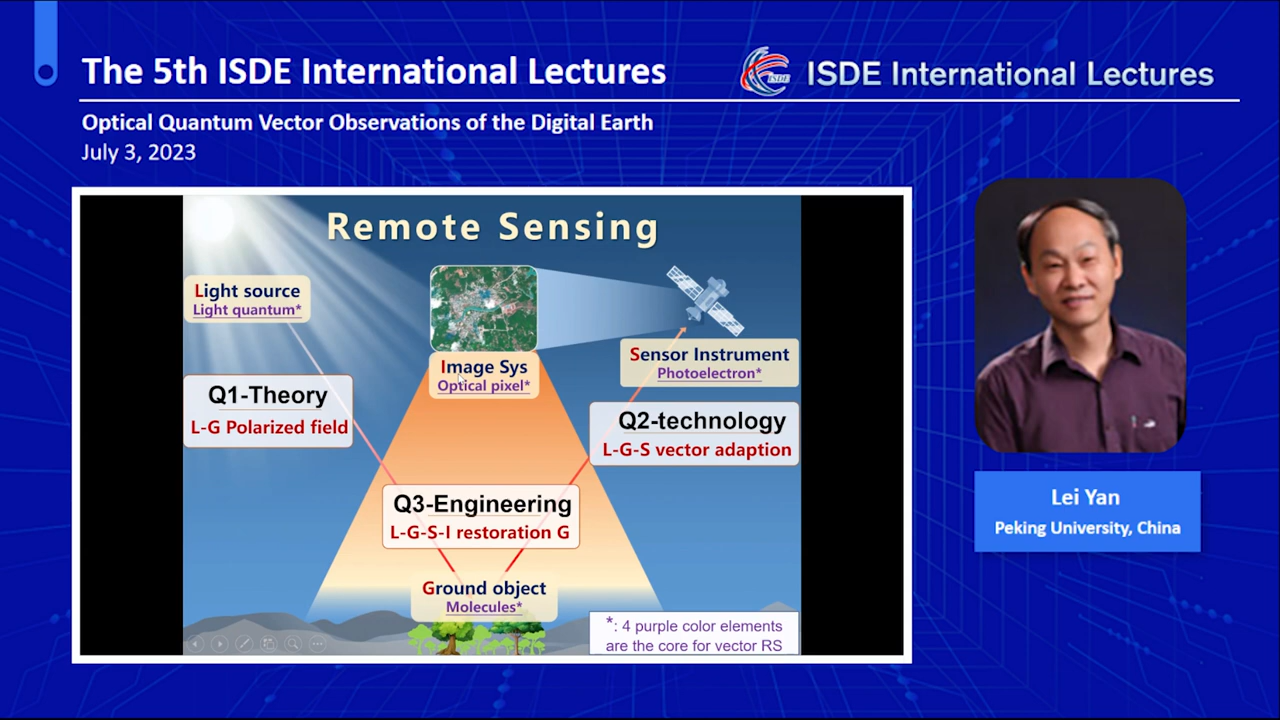 The 5th ISDE International Lectures
ISDE
ISDE International Lectures
Optical Quantum Vector Observations of the Digital Earth
July 3, 2023
Remote Sensing
Light source
Light quantum*
Image Sys
Optical pixel*
Sensor Instrument
Photoelectron*
Q1-Theory
L-G Polarized field
Q2-technology
L-G-S vector adaption
Q3-Engineering
L-G-S-I restoration G
Ground object
Molecules*
*: 4 purple color elements
are the core for vector RS
Lei Yan
Peking University, China